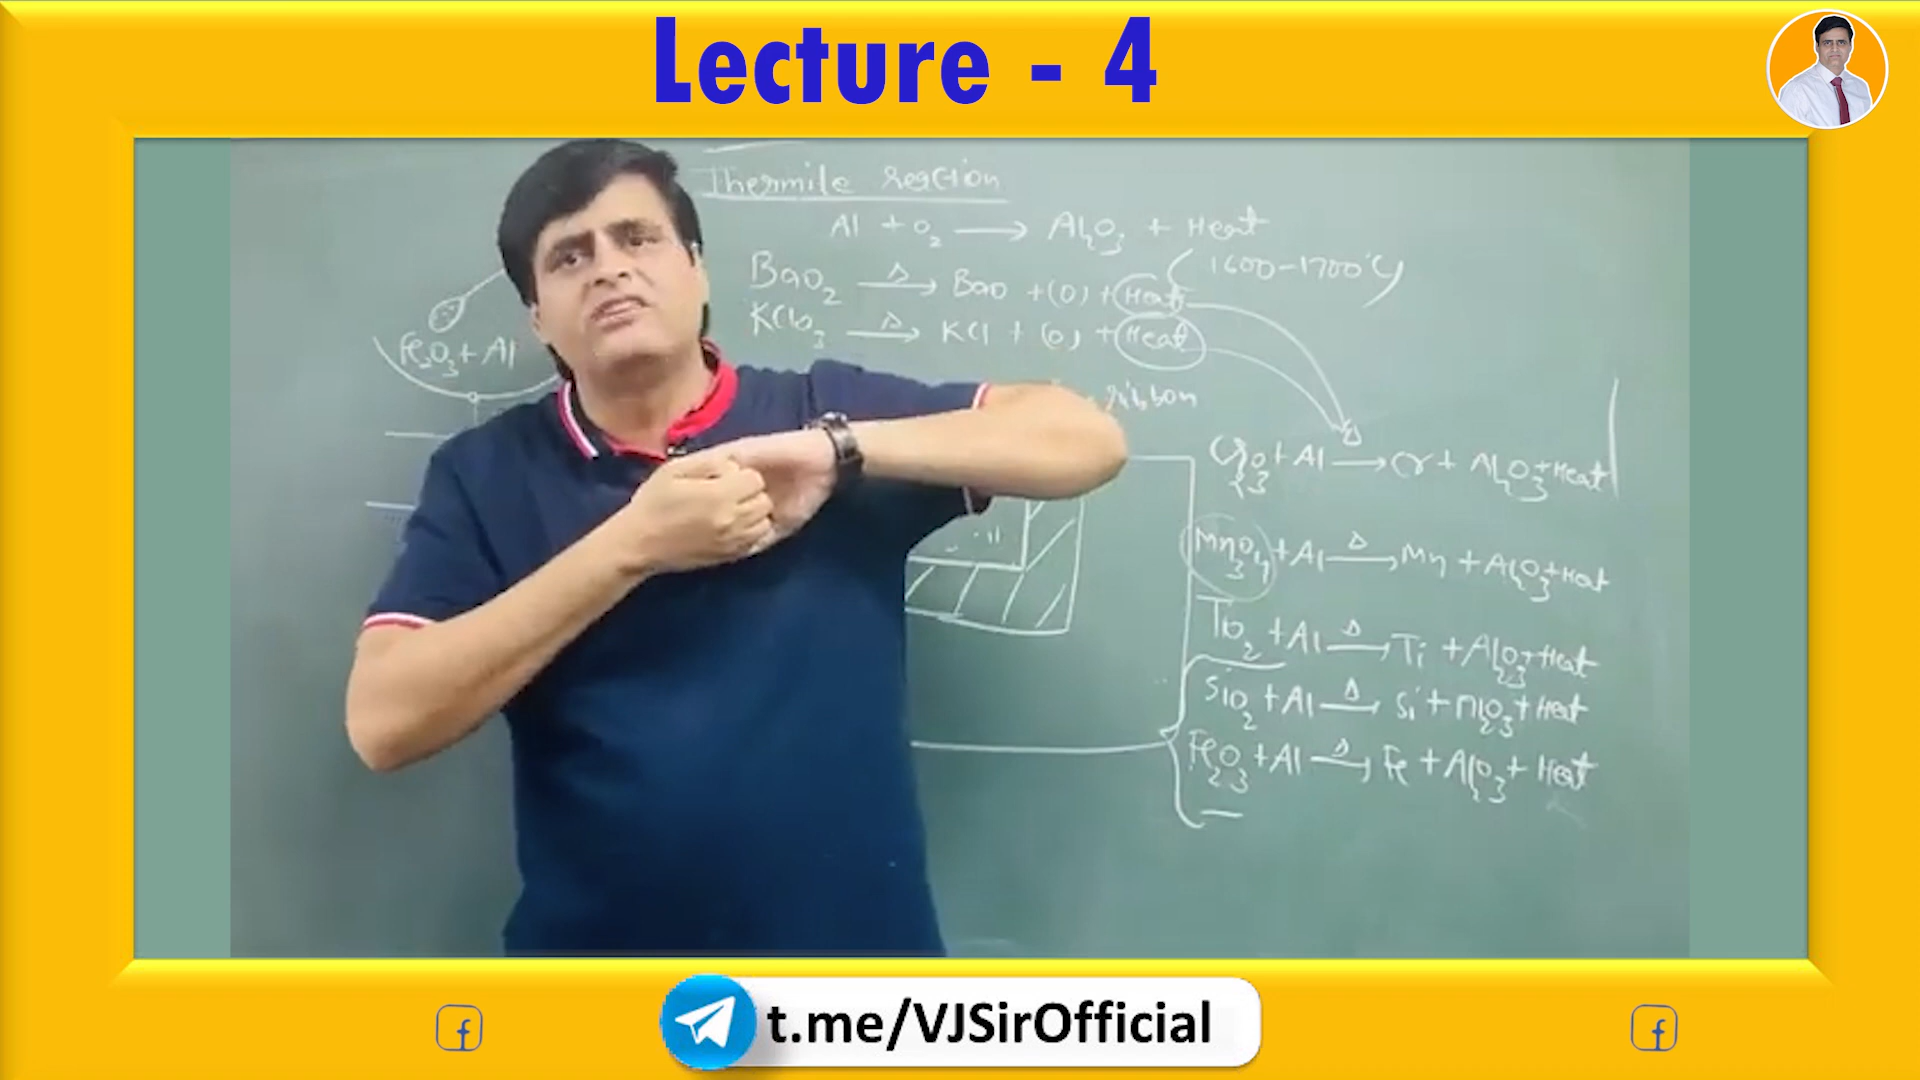 Lecture - 4
Thermite reaction
Al + O₂ → Al₂O₃ + Heat
(1600-1700°C)
BaO₂ Δ→ BaO + (O) + Heat
KClO₃ Δ→ KCl + (O) + Heat
Fe₂O₃ + Al
ribbon
Cr₂O₃ + Al → Cr + Al₂O₃ + Heat
Mn₃O₄ + Al Δ→ Mn + Al₂O₃ + Heat
TiO₂ + Al Δ→ Ti + Al₂O₃ + Heat
SiO₂ + Al Δ→ Si + Al₂O₃ + Heat
Fe₂O₃ + Al Δ→ Fe + Al₂O₃ + Heat
t.me/VJSirOfficial